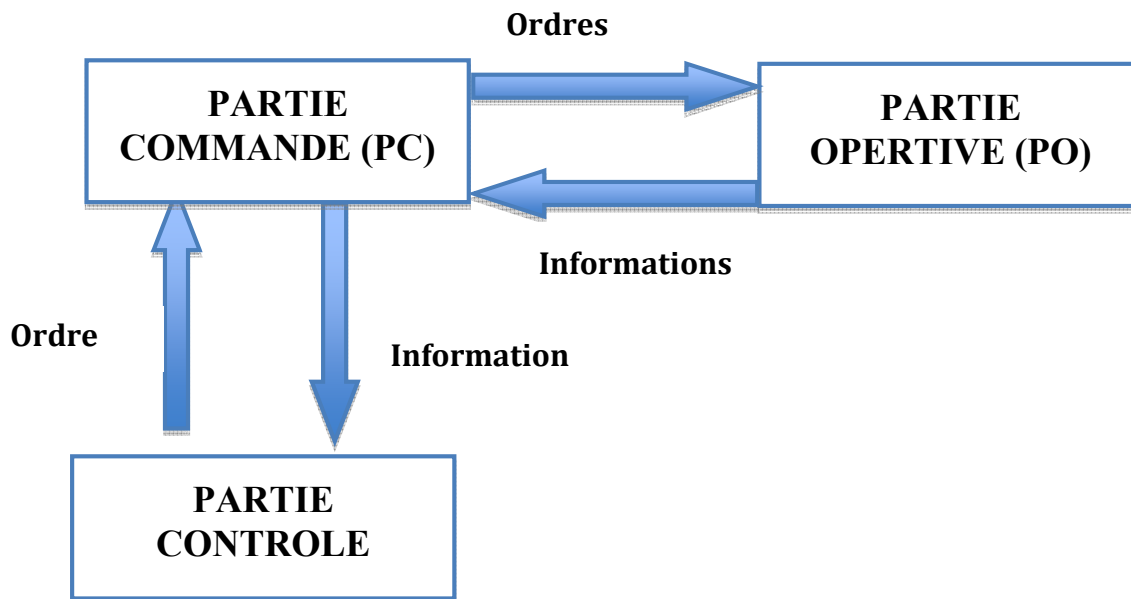 Ordres
PARTIE
COMMANDE (PC)
PARTIE
OPERTIVE (PO)
Informations
Ordre
Information
PARTIE
CONTROLE